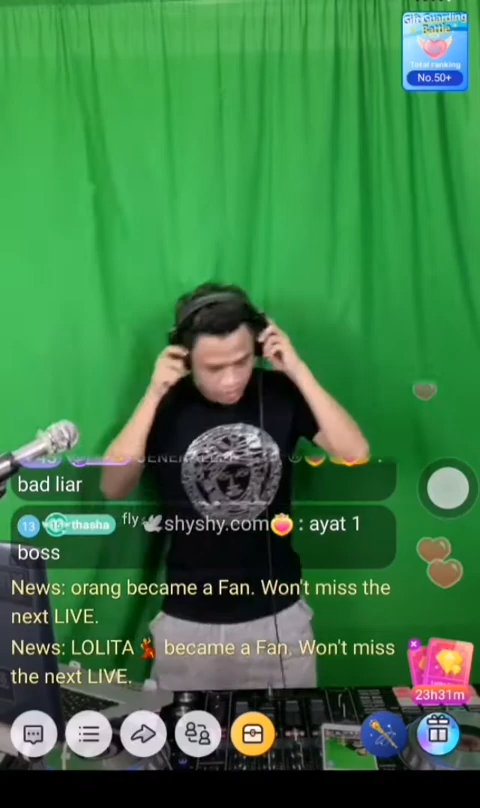 Gift Guarding
Battle
Total ranking
No.50+
bad liar
13 thasha fly🕊shyshy.com : ayat 1
boss
News: orang became a Fan. Won't miss the
next LIVE.
News: LOLITA💃 became a Fan. Won't miss
the next LIVE.
23h31m